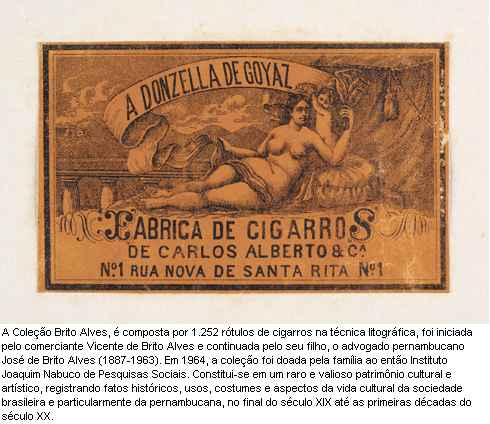 A DONZELLA DE GOYAZ
FABRICA DE CIGARROS
DE CARLOS ALBERTO & Cª
Nº1 RUA NOVA DE SANTA RITA Nº1
A Coleção Brito Alves, é composta por 1.252 rótulos de cigarros na técnica litográfica, foi iniciada
pelo comerciante Vicente de Brito Alves e continuada pelo seu filho, o advogado pernambucano
José de Brito Alves (1887-1963). Em 1964, a coleção foi doada pela família ao então Instituto
Joaquim Nabuco de Pesquisas Sociais. Constitui-se em um raro e valioso patrimônio cultural e
artístico, registrando fatos históricos, usos, costumes e aspectos da vida cultural da sociedade
brasileira e particularmente da pernambucana, no final do século XIX até as primeiras décadas do
século XX.